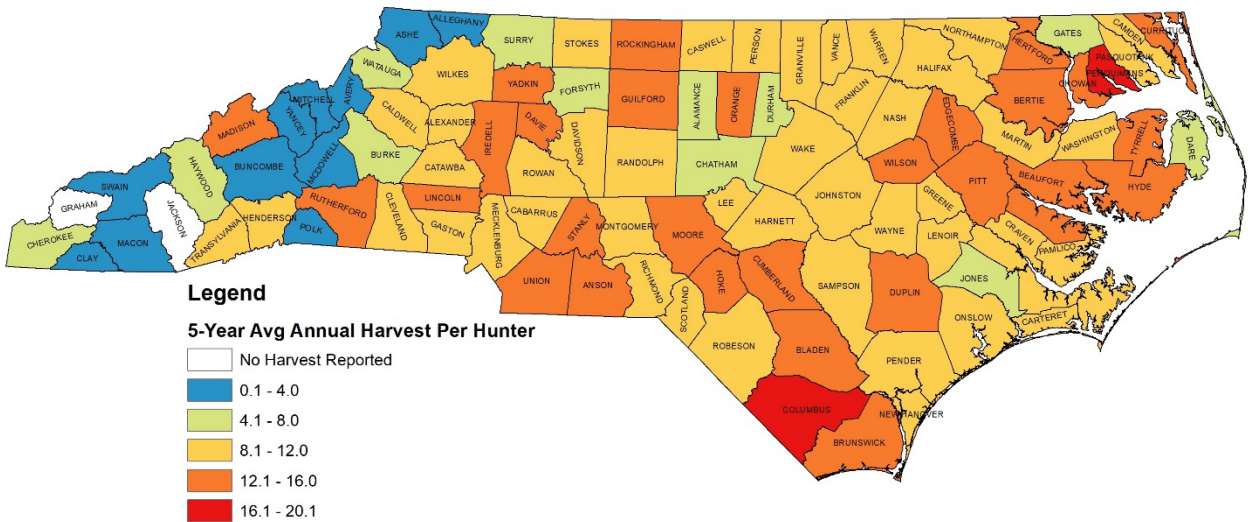 ALLEGHANY
ASHE
SURRY
STOKES
ROCKINGHAM
CASWELL
PERSON
GRANVILLE
VANCE
WARREN
NORTHAMPTON
HERTFORD
GATES
CAMDEN
CURRITUCK
PASQUOTANK
PERQUIMANS
CHOWAN
WATAUGA
WILKES
YADKIN
FORSYTH
GUILFORD
ALAMANCE
ORANGE
DURHAM
FRANKLIN
HALIFAX
BERTIE
MITCHELL
AVERY
YANCEY
CALDWELL
ALEXANDER
IREDELL
DAVIE
DAVIDSON
RANDOLPH
CHATHAM
WAKE
NASH
EDGECOMBE
MARTIN
WASHINGTON
TYRRELL
DARE
MADISON
BUNCOMBE
MCDOWELL
BURKE
CATAWBA
ROWAN
WILSON
PITT
BEAUFORT
HYDE
SWAIN
HAYWOOD
GRAHAM
JACKSON
RUTHERFORD
LINCOLN
CLEVELAND
GASTON
MECKLENBURG
CABARRUS
STANLY
MONTGOMERY
MOORE
LEE
HARNETT
JOHNSTON
WAYNE
GREENE
LENOIR
CRAVEN
PAMLICO
CHEROKEE
MACON
CLAY
TRANSYLVANIA
HENDERSON
POLK
UNION
ANSON
RICHMOND
SCOTLAND
HOKE
CUMBERLAND
SAMPSON
DUPLIN
JONES
ONSLOW
CARTERET
ROBESON
BLADEN
PENDER
COLUMBUS
NEW HANOVER
BRUNSWICK
Legend
5-Year Avg Annual Harvest Per Hunter
No Harvest Reported
0.1 - 4.0
4.1 - 8.0
8.1 - 12.0
12.1 - 16.0
16.1 - 20.1